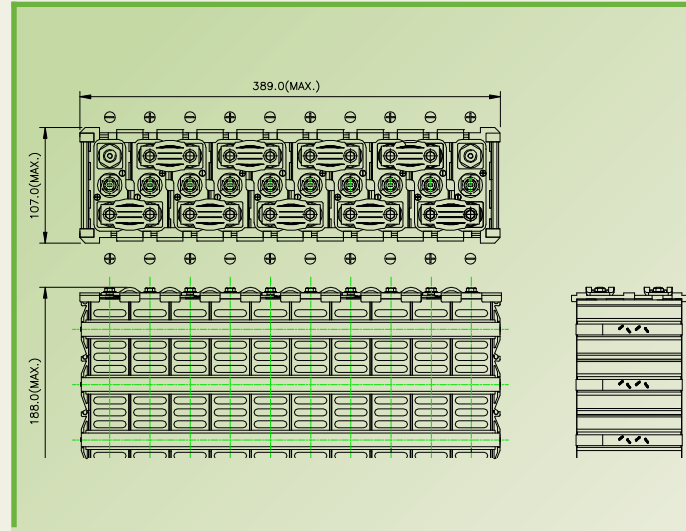 389.0(MAX.)
⊖ ⊕ ⊖ ⊕ ⊖ ⊕ ⊖ ⊕ ⊖ ⊕
107.0(MAX.)
⊕ ⊖ ⊕ ⊖ ⊕ ⊖ ⊕ ⊖ ⊕ ⊖
188.0(MAX.)